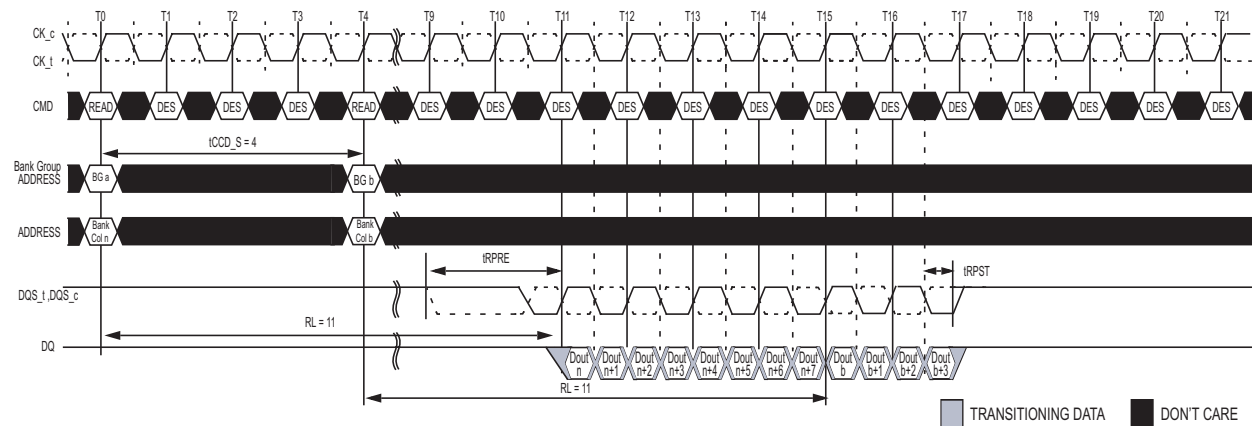 T0 T1 T2 T3 T4 T9 T10 T11 T12 T13 T14 T15 T16 T17 T18 T19 T20 T21
CK_c
CK_t
CMD READ DES DES DES READ DES DES DES DES DES DES DES DES DES DES DES DES DES
tCCD_S = 4
Bank Group
ADDRESS
BG a BG b
ADDRESS
Bank
Col n
Bank
Col b
tRPRE
tRPST
DQS_t ,DQS_c
RL = 11
DQ
Dout
n
Dout
n+1
Dout
n+2
Dout
n+3
Dout
n+4
Dout
n+5
Dout
n+6
Dout
n+7
Dout
b
Dout
b+1
Dout
b+2
Dout
b+3
RL = 11
TRANSITIONING DATA
DON'T CARE